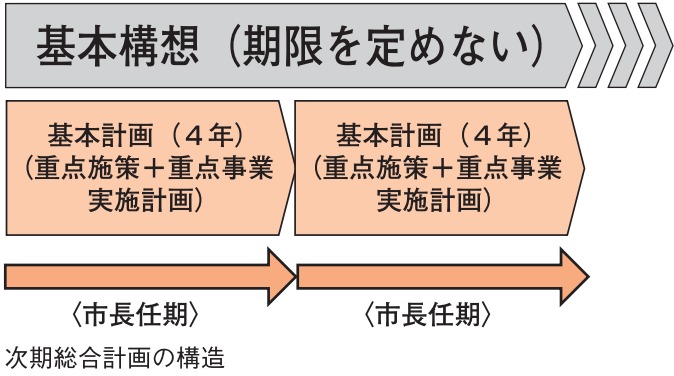 基本構想（期限を定めない）
基本計画（４年）
（重点施策＋重点事業
実施計画）
基本計画（４年）
（重点施策＋重点事業
実施計画）
〈市長任期〉
〈市長任期〉
次期総合計画の構造